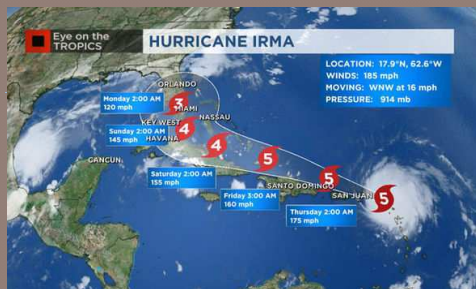 Eye on the
TROPICS
HURRICANE IRMA
LOCATION: 17.9°N, 62.6°W
WINDS: 185 mph
MOVING: WNW at 16 mph
PRESSURE: 914 mb
ORLANDO
Monday 2:00 AM
120 mph
3
MIAMI
NASSAU
KEY WEST
Sunday 2:00 AM
145 mph
4
HAVANA
4
CANCUN
Saturday 2:00 AM
155 mph
5
SANTO DOMINGO
5
SAN JUAN
5
Friday 3:00 AM
160 mph
Thursday 2:00 AM
175 mph